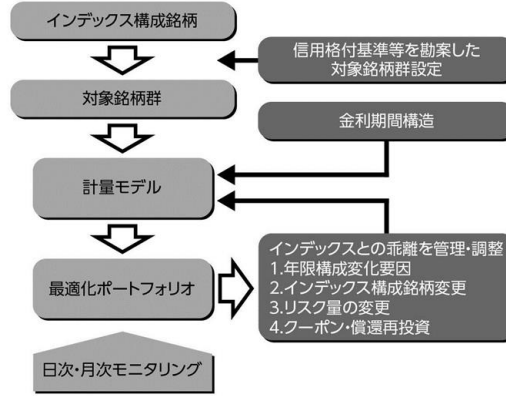 インデックス構成銘柄
信用格付基準等を勘案した
対象銘柄群設定
対象銘柄群
金利期間構造
計量モデル
最適化ポートフォリオ
インデックスとの乖離を管理・調整
1.年限構成変化要因
2.インデックス構成銘柄変更
3.リスク量の変更
4.クーポン・償還再投資
日次・月次モニタリング